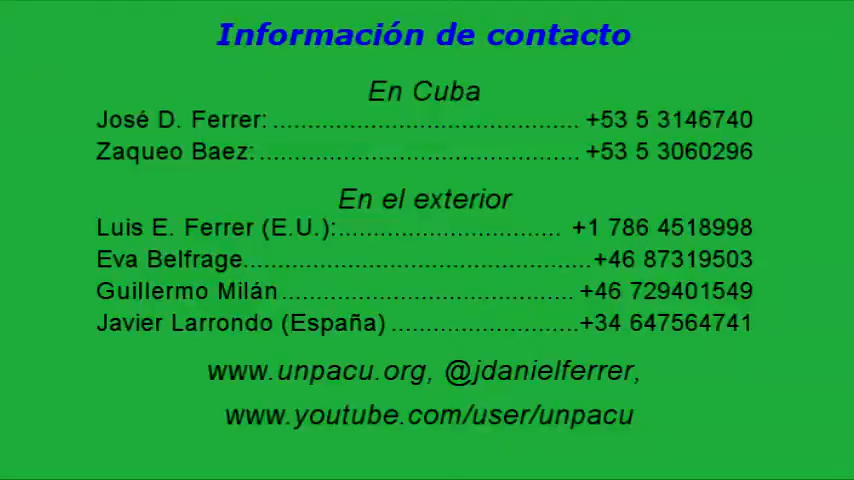 Información de contacto
En Cuba
José D. Ferrer: ............................................ +53 5 3146740
Zaqueo Baez: .............................................. +53 5 3060296
En el exterior
Luis E. Ferrer (E.U.):................................ +1 786 4518998
Eva Belfrage..................................................+46 87319503
Guillermo Milán .......................................... +46 729401549
Javier Larrondo (España) ...........................+34 647564741
www.unpacu.org, @jdanielferrer,
www.youtube.com/user/unpacu